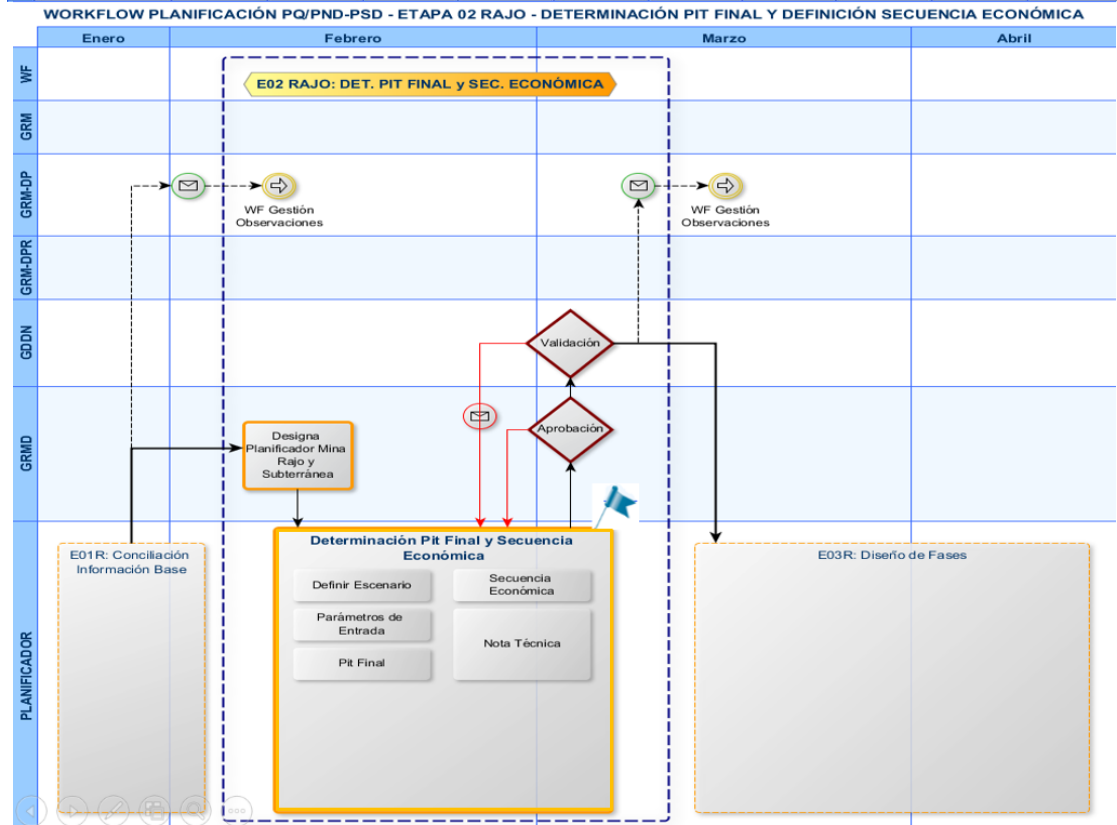 WORKFLOW PLANIFICACIÓN PQ/PND-PSD - ETAPA 02 RAJO - DETERMINACIÓN PIT FINAL Y DEFINICIÓN SECUENCIA ECONÓMICA
Enero
Febrero
Marzo
Abril
WF
E02 RAJO: DET. PIT FINAL y SEC. ECONÓMICA
GRM
GRM-DP
WF Gestión
Observaciones
WF Gestión
Observaciones
GRM-DPR
GDDN
Validación
GRMD
Designa
Planificador Mina
Rajo y
Subterránea
Aprobación
PLANIFICADOR
E01R: Conciliación
Información Base
Determinación Pit Final y Secuencia
Económica
Definir Escenario
Parámetros de
Entrada
Pit Final
Secuencia
Económica
Nota Técnica
E03R: Diseño de Fases